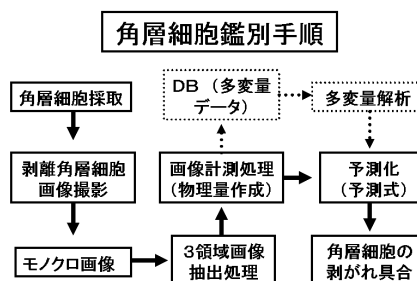 角層細胞鑑別手順
角層細胞採取
剥離角層細胞
画像撮影
モノクロ画像
3領域画像
抽出処理
画像計測処理
(物理量作成)
DB (多変量
データ)
多変量解析
予測化
(予測式)
角層細胞の
剥がれ具合